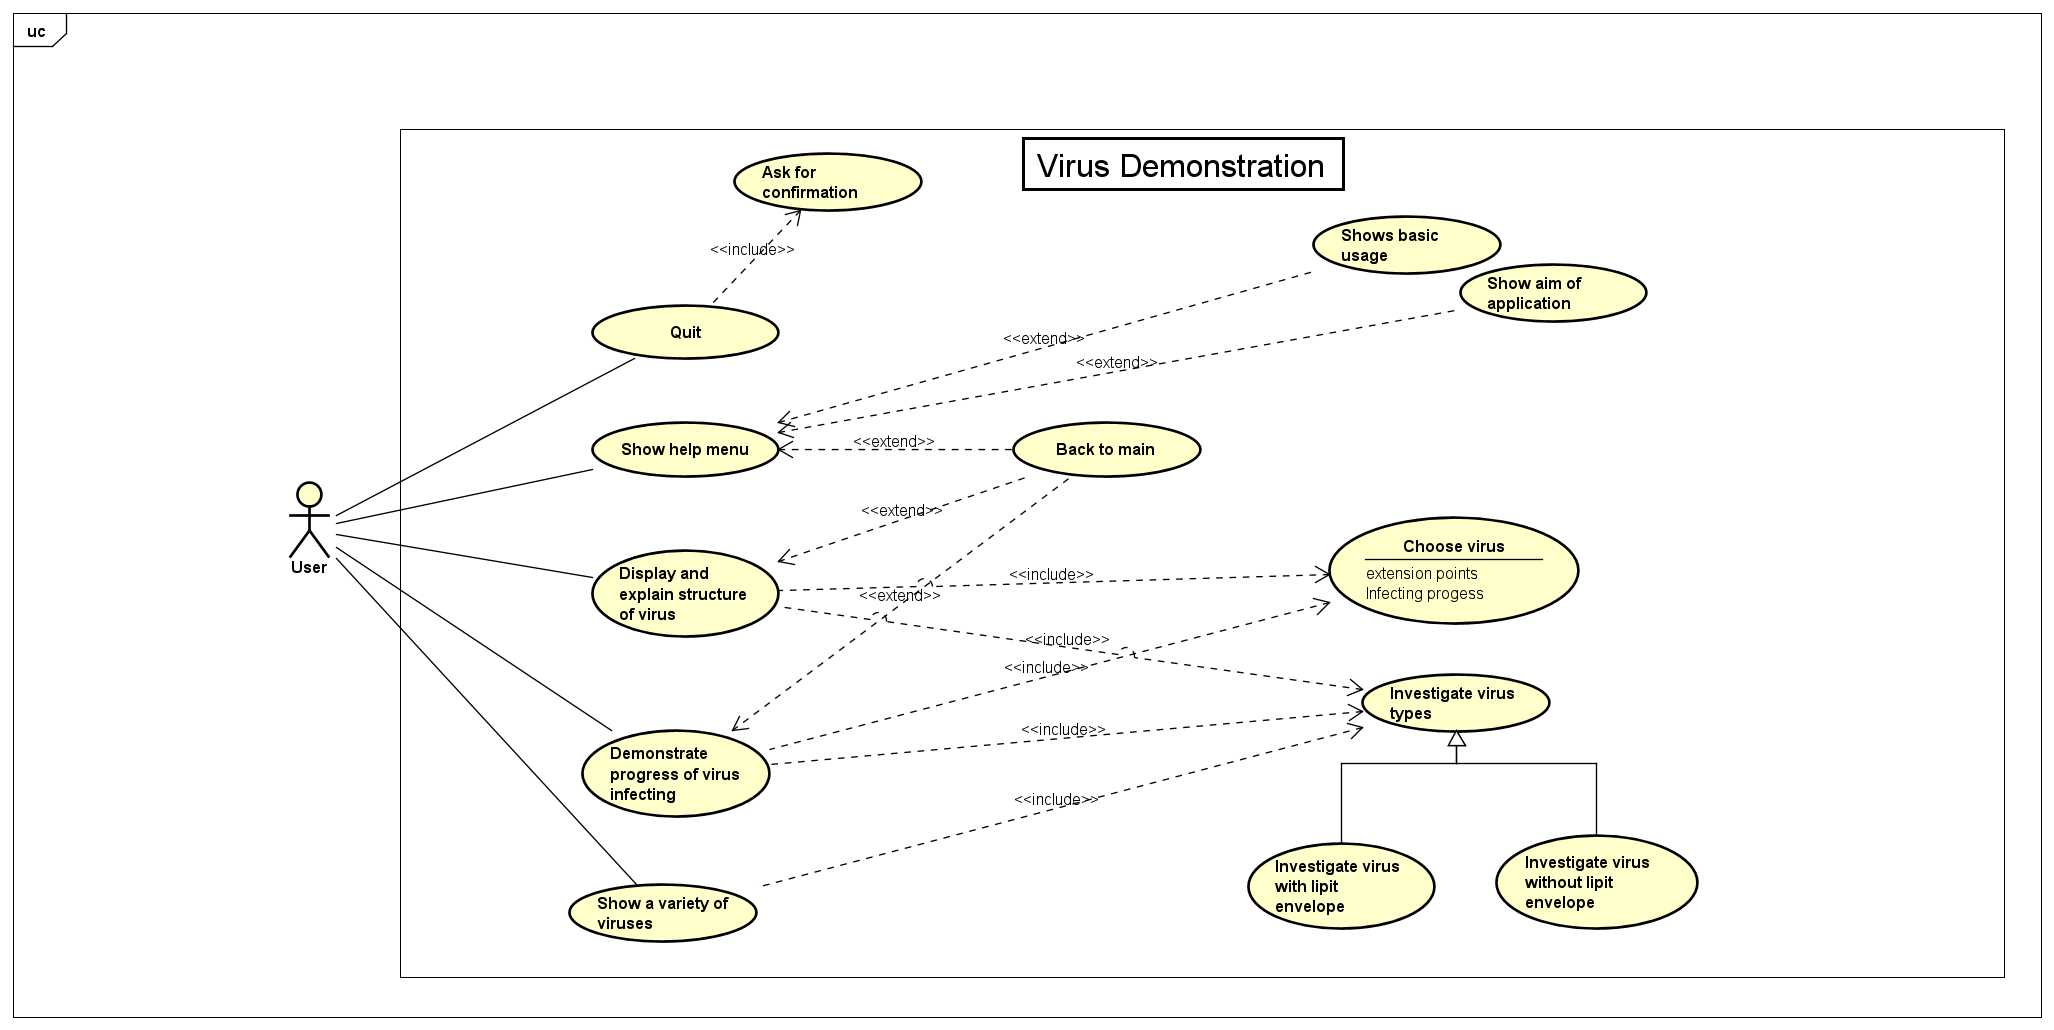 uc
Virus Demonstration
Ask for
confirmation
<<include>>
Shows basic
usage
Show aim of
application
Quit
<<extend>>
<<extend>>
Show help menu
<<extend>>
Back to main
User
<<extend>>
Display and
explain structure
of virus
<<include>>
<<extend>>
Choose virus
extension points
Infecting progess
<<include>>
<<include>>
Investigate virus
types
<<include>>
Demonstrate
progress of virus
infecting
<<include>>
Show a variety of
viruses
Investigate virus
with lipit
envelope
Investigate virus
without lipit
envelope